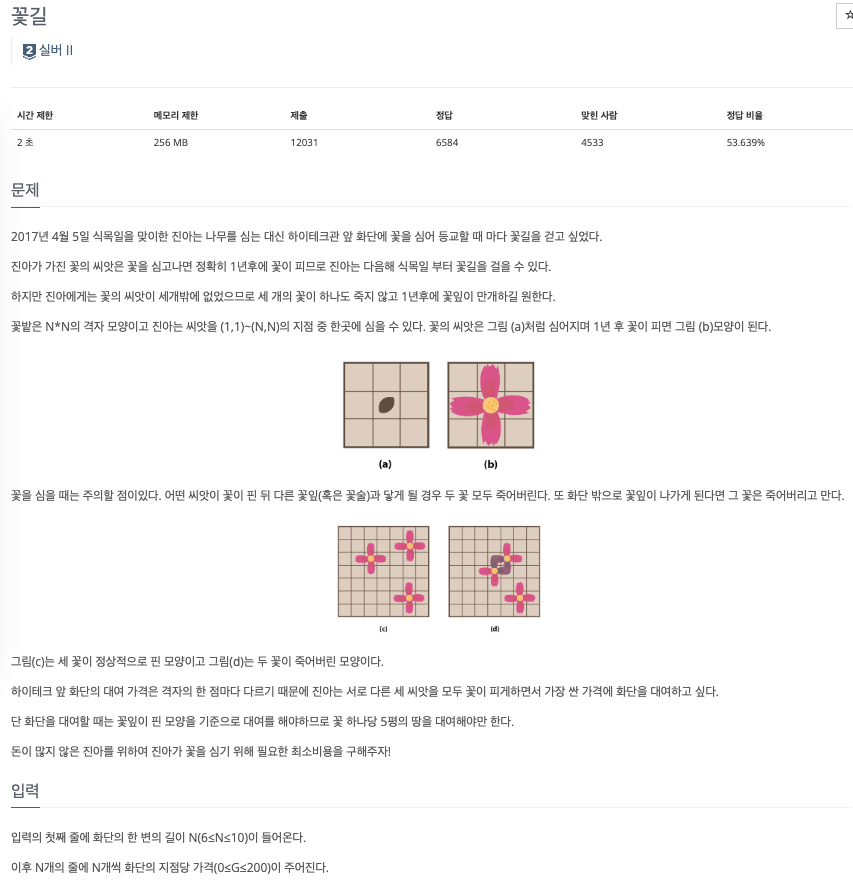 꽃길
2 실버 II
시간 제한 메모리 제한 제출 정답 맞힌 사람 정답 비율
2 초 256 MB 12031 6584 4533 53.639%
문제
2017년 4월 5일 식목일을 맞이한 진아는 나무를 심는 대신 하이테크관 앞 화단에 꽃을 심어 등교할 때 마다 꽃길을 걷고 싶었다.
진아가 가진 꽃의 씨앗은 꽃을 심고나면 정확히 1년후에 꽃이 피므로 진아는 다음해 식목일 부터 꽃길을 걸을 수 있다.
하지만 진아에게는 꽃의 씨앗이 세개밖에 없었으므로 세 개의 꽃이 하나도 죽지 않고 1년후에 꽃잎이 만개하길 원한다.
꽃밭은 N*N의 격자 모양이고 진아는 씨앗을 (1,1)~(N,N)의 지점 중 한곳에 심을 수 있다. 꽃의 씨앗은 그림 (a)처럼 심어지며 1년 후 꽃이 피면 그림 (b)모양이 된다.
(a) (b)
꽃을 심을 때는 주의할 점이있다. 어떤 씨앗이 꽃이 핀 뒤 다른 꽃잎(혹은 꽃술)과 닿게 될 경우 두 꽃 모두 죽어버린다. 또 화단 밖으로 꽃잎이 나가게 된다면 그 꽃은 죽어버리고 만다.
(c) (d)
그림(c)는 세 꽃이 정상적으로 핀 모양이고 그림(d)는 두 꽃이 죽어버린 모양이다.
하이테크 앞 화단의 대여 가격은 격자의 한 점마다 다르기 때문에 진아는 서로 다른 세 씨앗을 모두 꽃이 피게하면서 가장 싼 가격에 화단을 대여하고 싶다.
단 화단을 대여할 때는 꽃잎이 핀 모양을 기준으로 대여를 해야하므로 꽃 하나당 5평의 땅을 대여해야만 한다.
돈이 많지 않은 진아를 위하여 진아가 꽃을 심기 위해 필요한 최소비용을 구해주자!
입력
입력의 첫째 줄에 화단의 한 변의 길이 N(6≤N≤10)이 들어온다.
이후 N개의 줄에 N개씩 화단의 지점당 가격(0≤G≤200)이 주어진다.